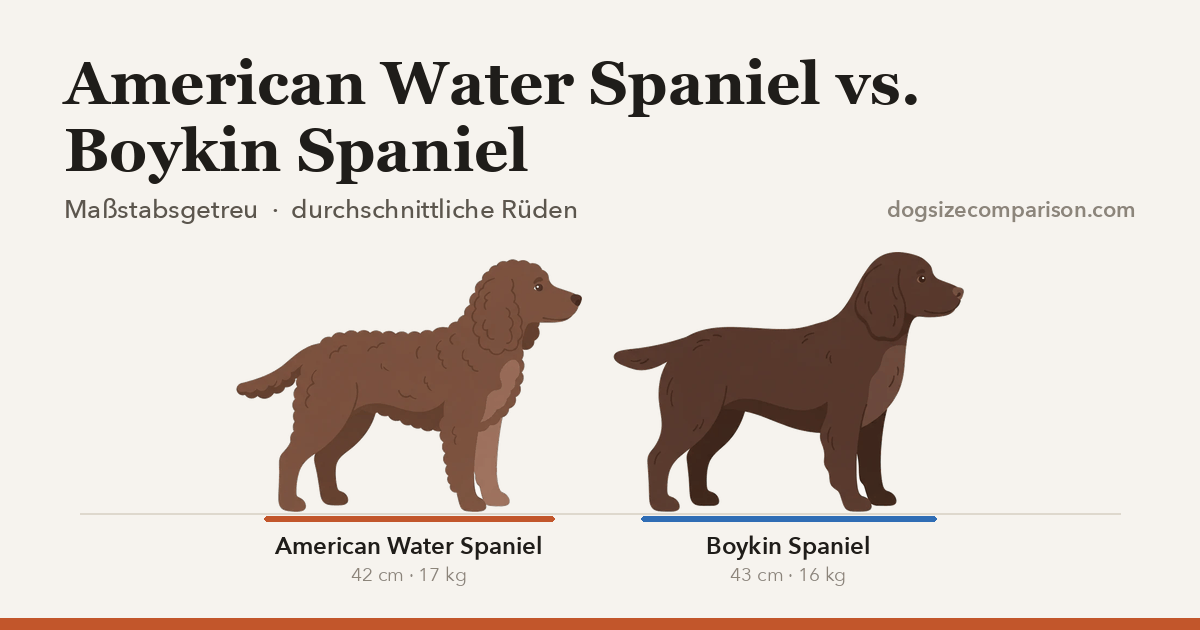 American Water Spaniel vs.
Boykin Spaniel
Maßstabsgetreu · durchschnittliche Rüden
dogsizecomparison.com
American Water Spaniel
42 cm · 17 kg
Boykin Spaniel
43 cm · 16 kg